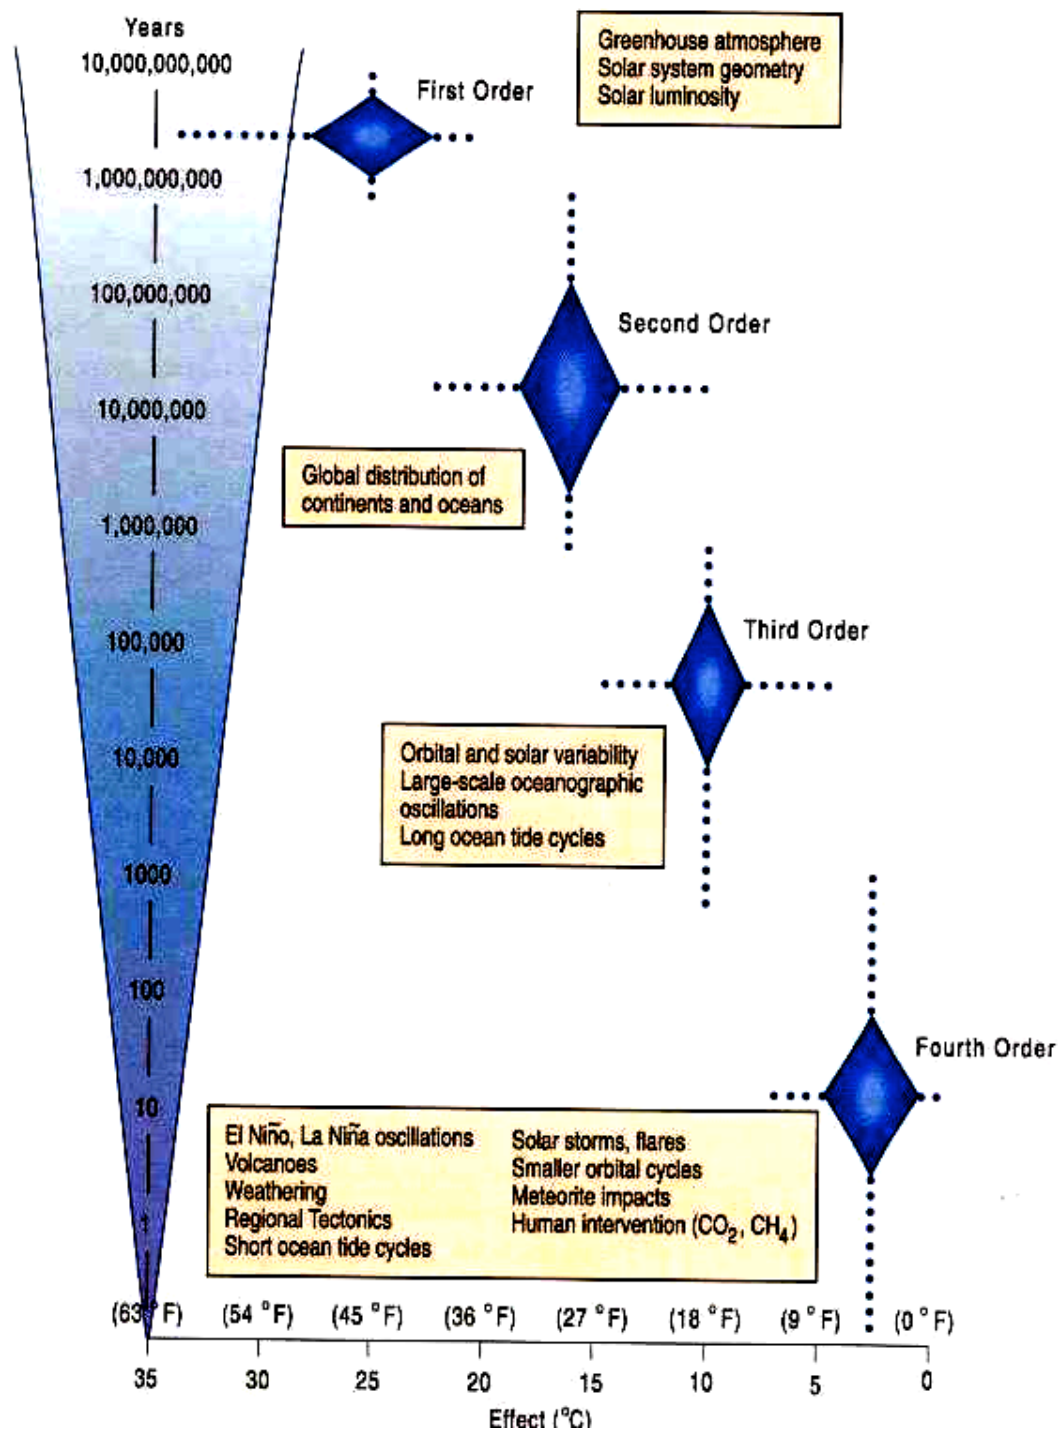 Years
10,000,000,000
1,000,000,000
100,000,000
10,000,000
1,000,000
100,000
10,000
1000
100
10
1
First Order
Greenhouse atmosphere
Solar system geometry
Solar luminosity
Second Order
Global distribution of
continents and oceans
Third Order
Orbital and solar variability
Large-scale oceanographic
oscillations
Long ocean tide cycles
Fourth Order
El Niño, La Niña oscillations
Volcanoes
Weathering
Regional Tectonics
Short ocean tide cycles
Solar storms, flares
Smaller orbital cycles
Meteorite impacts
Human intervention (CO₂, CH₄)
(63 °F) (54 °F) (45 °F) (36 °F) (27 °F) (18 °F) (9 °F) (0 °F)
35 30 25 20 15 10 5 0
Effect (°C)